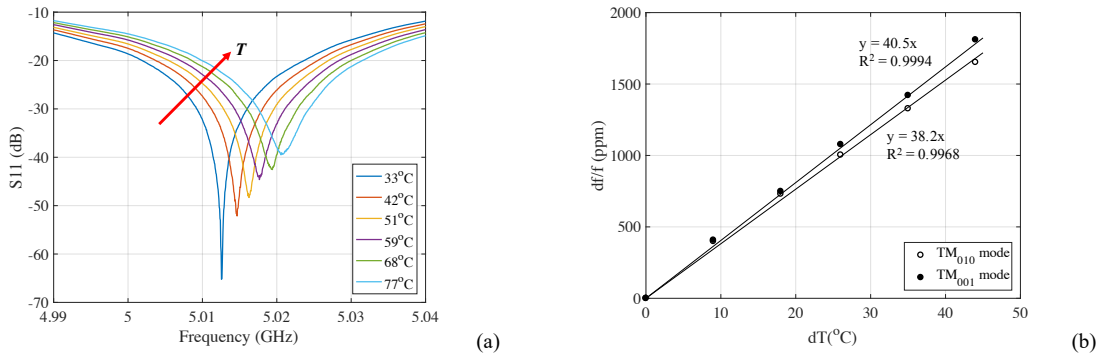 -10
-20
-30
-40
-50
-60
-70
S11 (dB)
T
33°C
42°C
51°C
59°C
68°C
77°C
4.99
5
5.01
5.02
5.03
5.04
Frequency (GHz)
(a)
2000
1500
1000
500
0
df/f (ppm)
y = 40.5x
R² = 0.9994
y = 38.2x
R² = 0.9968
TM₀₁₀ mode
TM₀₀₁ mode
0
10
20
30
40
50
dT(°C)
(b)